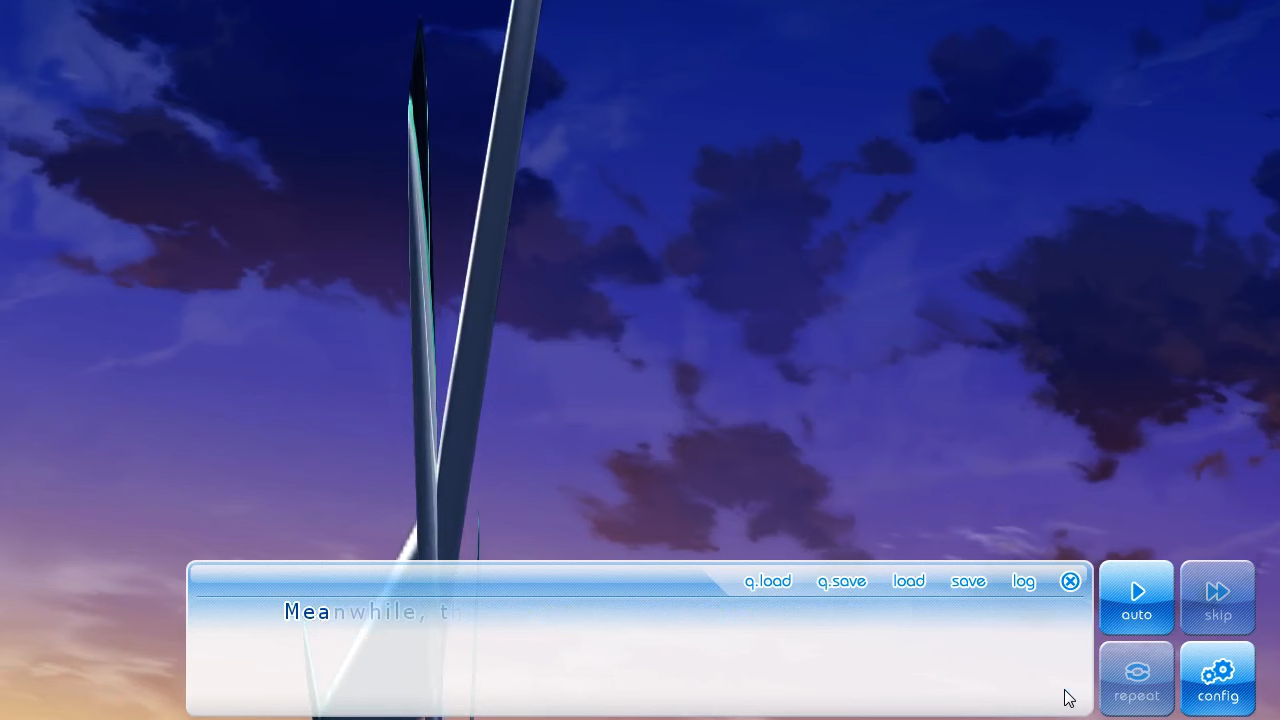 q.load q.save load save log
Meanwhile, th
auto
skip
repeat
config